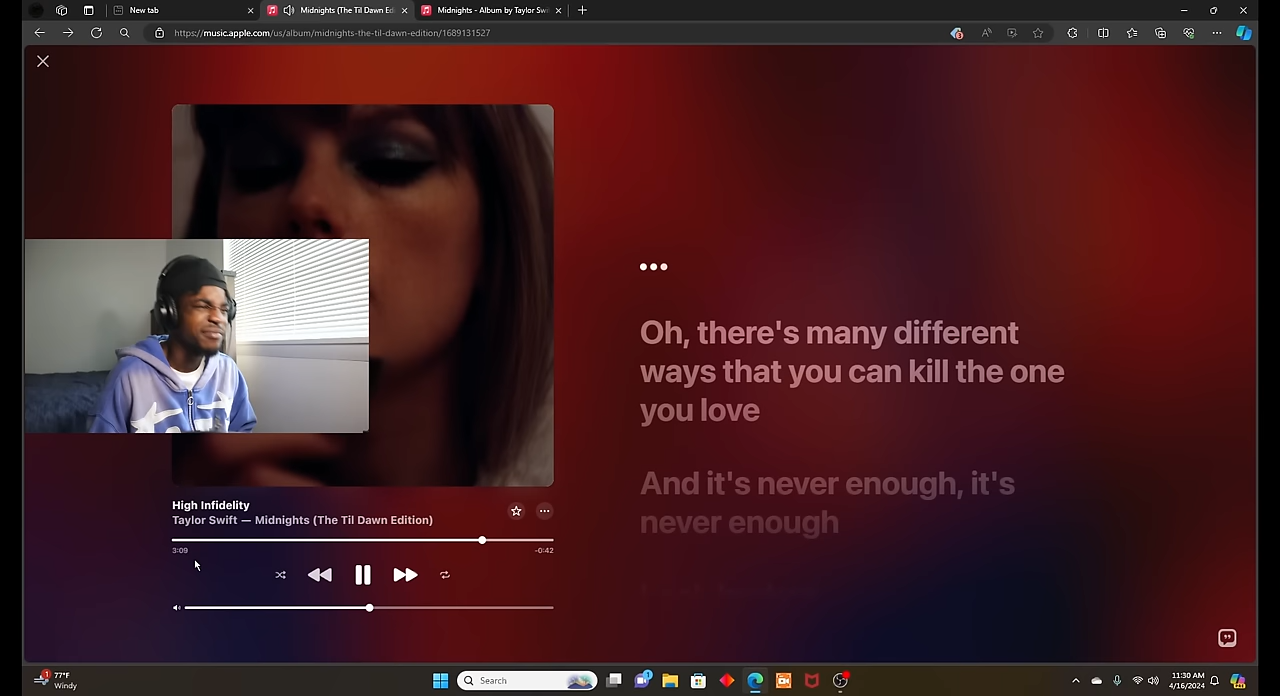 New tab
Midnights (The Til Dawn Ed
Midnights - Album by Taylor Sw
https://music.apple.com/us/album/midnights-the-til-dawn-edition/1689131527
Oh, there's many different
ways that you can kill the one
you love
And it's never enough, it's
never enough
High Infidelity
Taylor Swift — Midnights (The Til Dawn Edition)
3:09
-0:42
77°F
Windy
Search
11:30 AM
4/16/2024